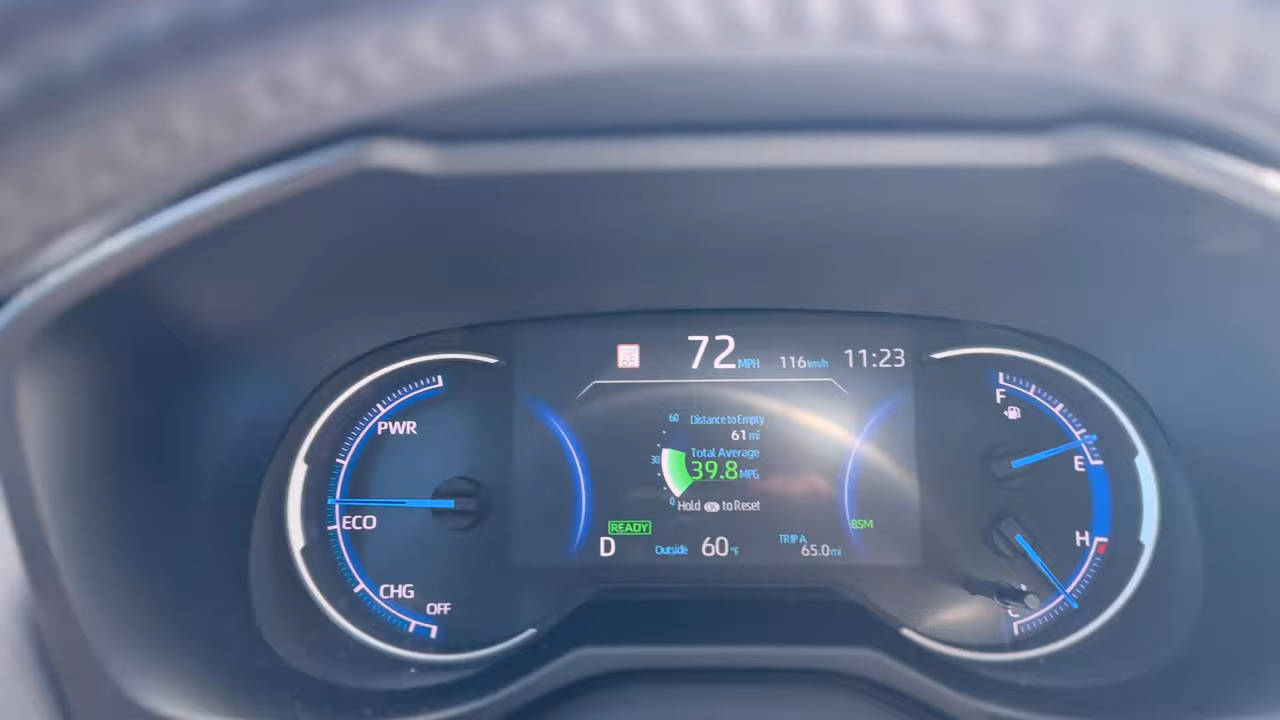 72 MPH 116 km/h 11:23
PWR
ECO
CHG
OFF
60
30
0
Distance to Empty
61 mi
Total Average
39.8 MPG
Hold OK to Reset
READY
D
Outside 60 °F
TRIP A
65.0 mi
BSM
F
E
H
C